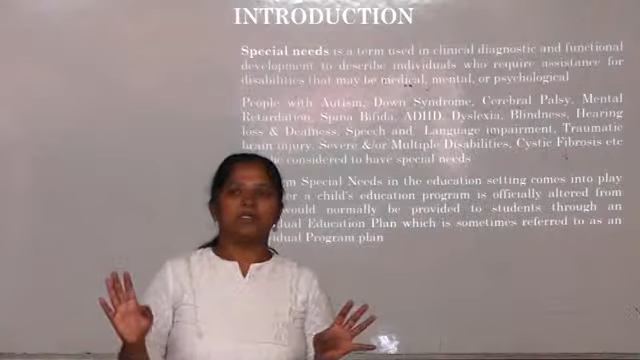 INTRODUCTION
Special needs is a term used in clinical diagnostic and functional
development to describe individuals who require assistance for
disabilities that may be medical, mental, or psychological
People with Autism, Down Syndrome, Cerebral Palsy, Mental
Retardation, Spina Bifida, ADHD, Dyslexia, Blindness, Hearing
loss & Deafness, Speech and Language impairment, Traumatic
brain injury, Severe &/or Multiple Disabilities, Cystic Fibrosis etc
be considered to have special needs
Special Needs in the education setting comes into play
a child's education program is officially altered from
would normally be provided to students through an
Education Plan which is sometimes referred to as an
Program plan